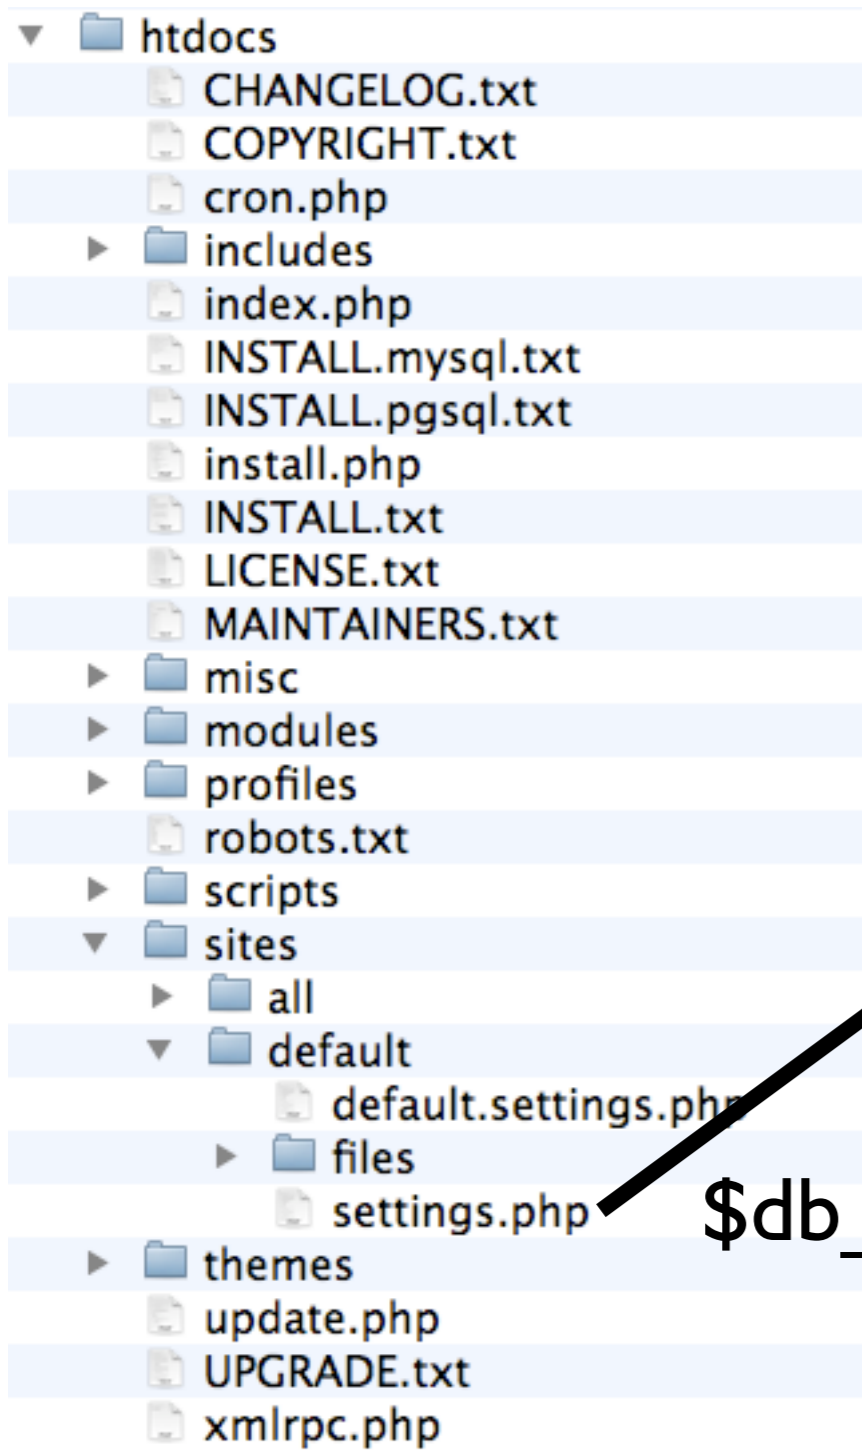 htdocs
CHANGELOG.txt
COPYRIGHT.txt
cron.php
includes
index.php
INSTALL.mysql.txt
INSTALL.pgsql.txt
install.php
INSTALL.txt
LICENSE.txt
MAINTAINERS.txt
misc
modules
profiles
robots.txt
scripts
sites
all
default
default.settings.php
files
settings.php $db_
themes
update.php
UPGRADE.txt
xmlrpc.php